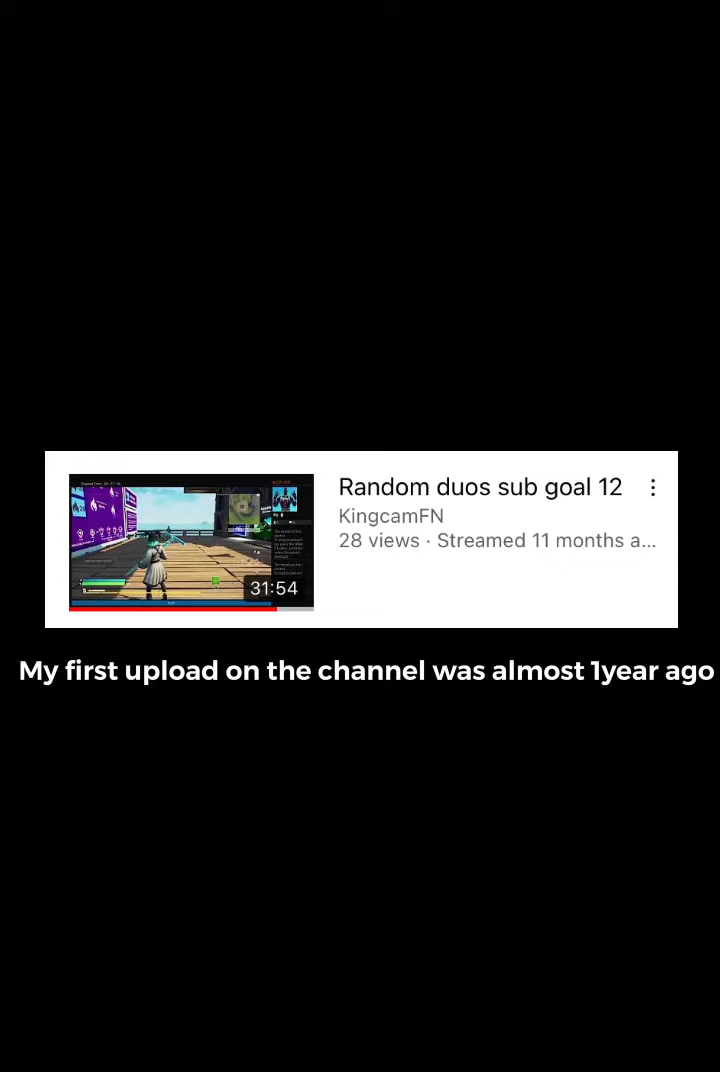 Random duos sub goal 12
KingcamFN
28 views · Streamed 11 months a...
31:54
My first upload on the channel was almost 1year ago